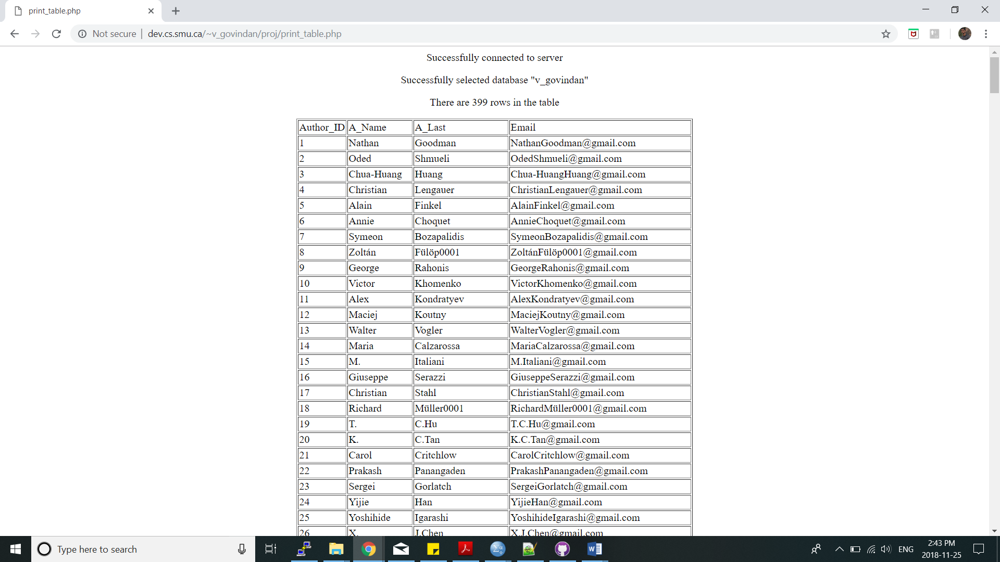 print_table.php
Not secure | dev.cs.smu.ca/~v_govindan/proj/print_table.php
Successfully connected to server
Successfully selected database "v_govindan"
There are 399 rows in the table
Author_ID A_Name A_Last Email
1 Nathan Goodman NathanGoodman@gmail.com
2 Oded Shmueli OdedShmueli@gmail.com
3 Chua-Huang Huang Chua-HuangHuang@gmail.com
4 Christian Lengauer ChristianLengauer@gmail.com
5 Alain Finkel AlainFinkel@gmail.com
6 Annie Choquet AnnieChoquet@gmail.com
7 Symeon Bozapalidis SymeonBozapalidis@gmail.com
8 Zoltán Fülöp0001 ZoltánFülöp0001@gmail.com
9 George Rahonis GeorgeRahonis@gmail.com
10 Victor Khomenko VictorKhomenko@gmail.com
11 Alex Kondratyev AlexKondratyev@gmail.com
12 Maciej Koutny MaciejKoutny@gmail.com
13 Walter Vogler WalterVogler@gmail.com
14 Maria Calzarossa MariaCalzarossa@gmail.com
15 M. Italiani M.Italiani@gmail.com
16 Giuseppe Serazzi GiuseppeSerazzi@gmail.com
17 Christian Stahl ChristianStahl@gmail.com
18 Richard Müller0001 RichardMüller0001@gmail.com
19 T. C.Hu T.C.Hu@gmail.com
20 K. C.Tan K.C.Tan@gmail.com
21 Carol Critchlow CarolCritchlow@gmail.com
22 Prakash Panangaden PrakashPanangaden@gmail.com
23 Sergei Gorlatch SergeiGorlatch@gmail.com
24 Yijie Han YijieHan@gmail.com
25 Yoshihide Igarashi YoshihideIgarashi@gmail.com
26 X. J.Chen X.J.Chen@gmail.com
Type here to search
ENG
2:43 PM
2018-11-25